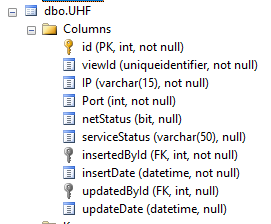 dbo.UHF
Columns
id (PK, int, not null)
viewId (uniqueidentifier, not null)
IP (varchar(15), not null)
Port (int, not null)
netStatus (bit, null)
serviceStatus (varchar(50), null)
insertedById (FK, int, not null)
insertDate (datetime, not null)
updatedById (FK, int, null)
updateDate (datetime, null)